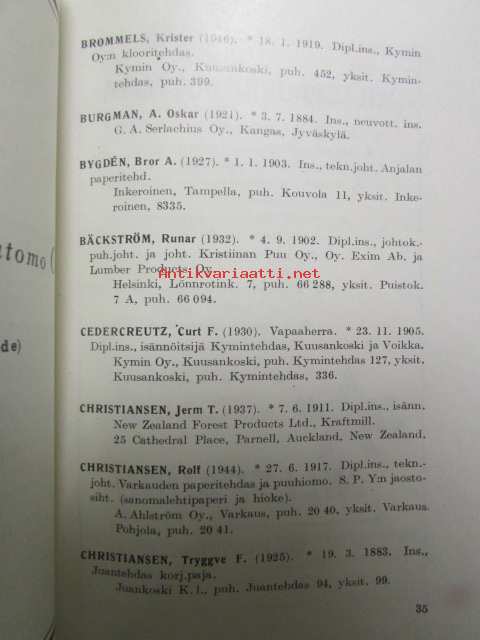 utomo (
de)
BROMMELS, Krister (1946). * 18. 1. 1919. Dipl.ins., Kymin
Oy:n klooritehdas.
Kymin Oy., Kuusankoski, puh. 452, yksit. Kymin-
tehdas, puh. 399.
BURGMAN, A. Oskar (1921). * 3. 7. 1884. Ins., neuvott. ins.
G. A. Serlachius Oy., Kangas, Jyväskylä.
BYGDÉN, Bror A. (1927). * 1. 1. 1903. Ins., tekn.joht. Anjalan
paperitehd.
Inkeroinen, Tampella, puh. Kouvola 11, yksit. Inke-
roinen, 8335.
BÄCKSTRÖM, Runar (1932). * 4. 9. 1902. Dipl.ins., johtok.-
puh.joht. ja joht. Kristiinan Puu Oy., Oy. Exim Ab. ja
Lumber Products Oy.
Antikvariaatti.net
Helsinki, Lönnrotink. 7, puh. 66 288, yksit. Puistok.
7 A, puh. 66 094.
CEDERCREUTZ, Curt F. (1930). Vapaaherra. * 23. 11. 1905.
Dipl.ins., isännöitsijä Kymintehdas, Kuusankoski ja Voikka.
Kymin Oy., Kuusankoski, puh. Kymintehdas 127, yksit.
Kuusankoski, puh. Kymintehdas, 336.
CHRISTIANSEN, Jerm T. (1937). * 7. 6. 1911. Dipl.ins., isänn.
New Zealand Forest Products Ltd., Kraftmill.
25 Cathedral Place, Parnell, Auckland, New Zealand.
CHRISTIANSEN, Rolf (1944). * 27. 6. 1917. Dipl.ins., tekn.-
joht. Varkauden paperitehdas ja puuhiomo. S. P. Y:n jaosto-
siht. (sanomalehtipaperi ja hioke).
A. Ahlström Oy., Varkaus, puh. 20 40, yksit. Varkaus
Pohjola, puh. 20 41.
CHRISTIANSEN, Tryggve F. (1925). * 19. 3. 1883. Ins.,
Juantehdas korj.paja.
Juankoski K. l., puh. Juantehdas 94, yksit. 99.
35